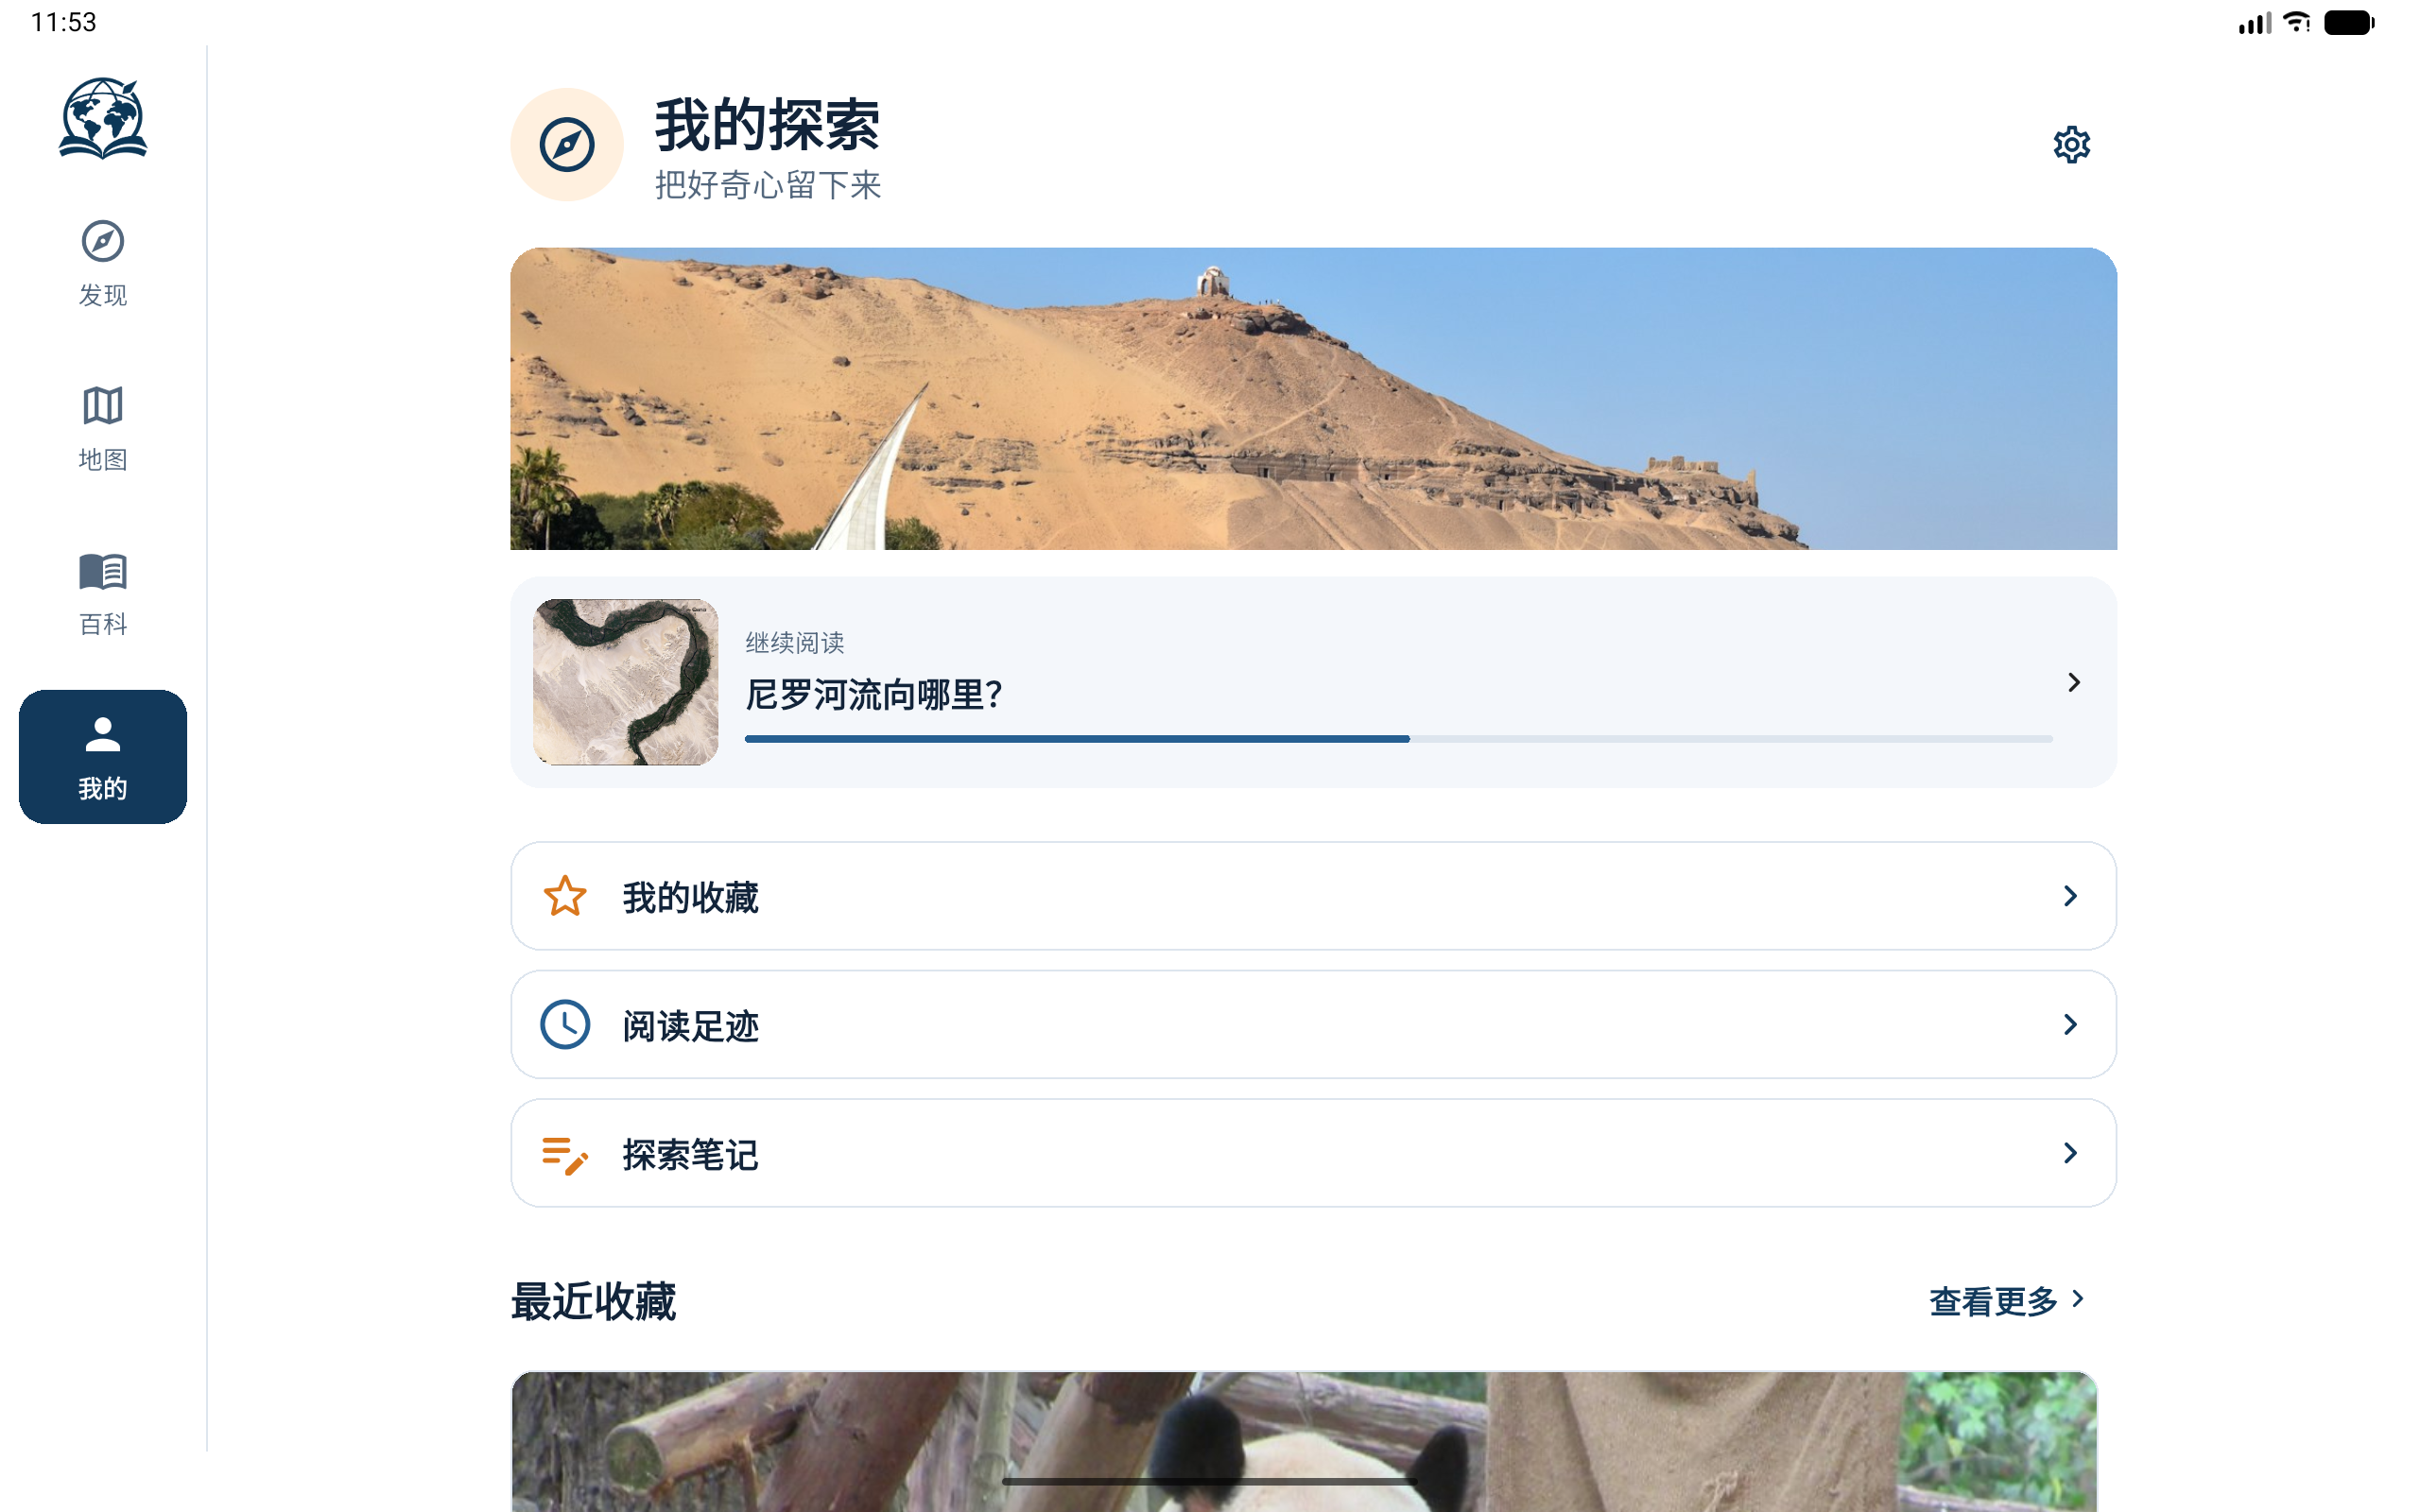 11:53
我的探索
把好奇心留下来
发现
地图
百科
我的
继续阅读
尼罗河流向哪里?
我的收藏
阅读足迹
探索笔记
最近收藏
查看更多